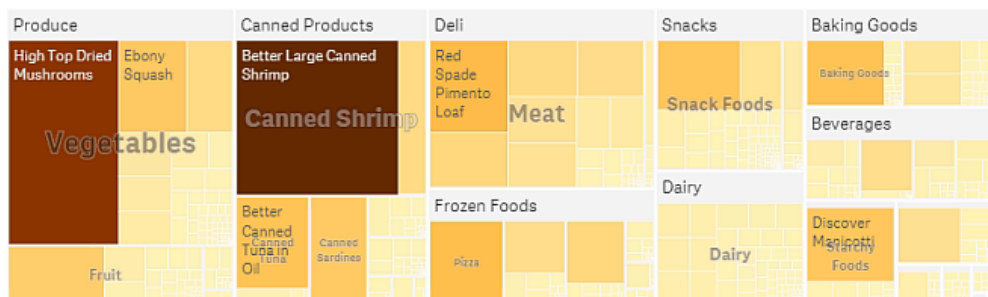 Produce
Canned Products
Deli
Snacks
Baking Goods
High Top Dried
Mushrooms
Ebony
Squash
Vegetables
Fruit
Better Large Canned
Shrimp
Canned Shrimp
Better
Canned
Tuna in
Oil
Canned
Tuna
Canned
Sardines
Red
Spade
Pimento
Loaf
Meat
Frozen Foods
Pizza
Snack Foods
Dairy
Dairy
Baking Goods
Beverages
Discover
Manicotti
Starchy
Foods